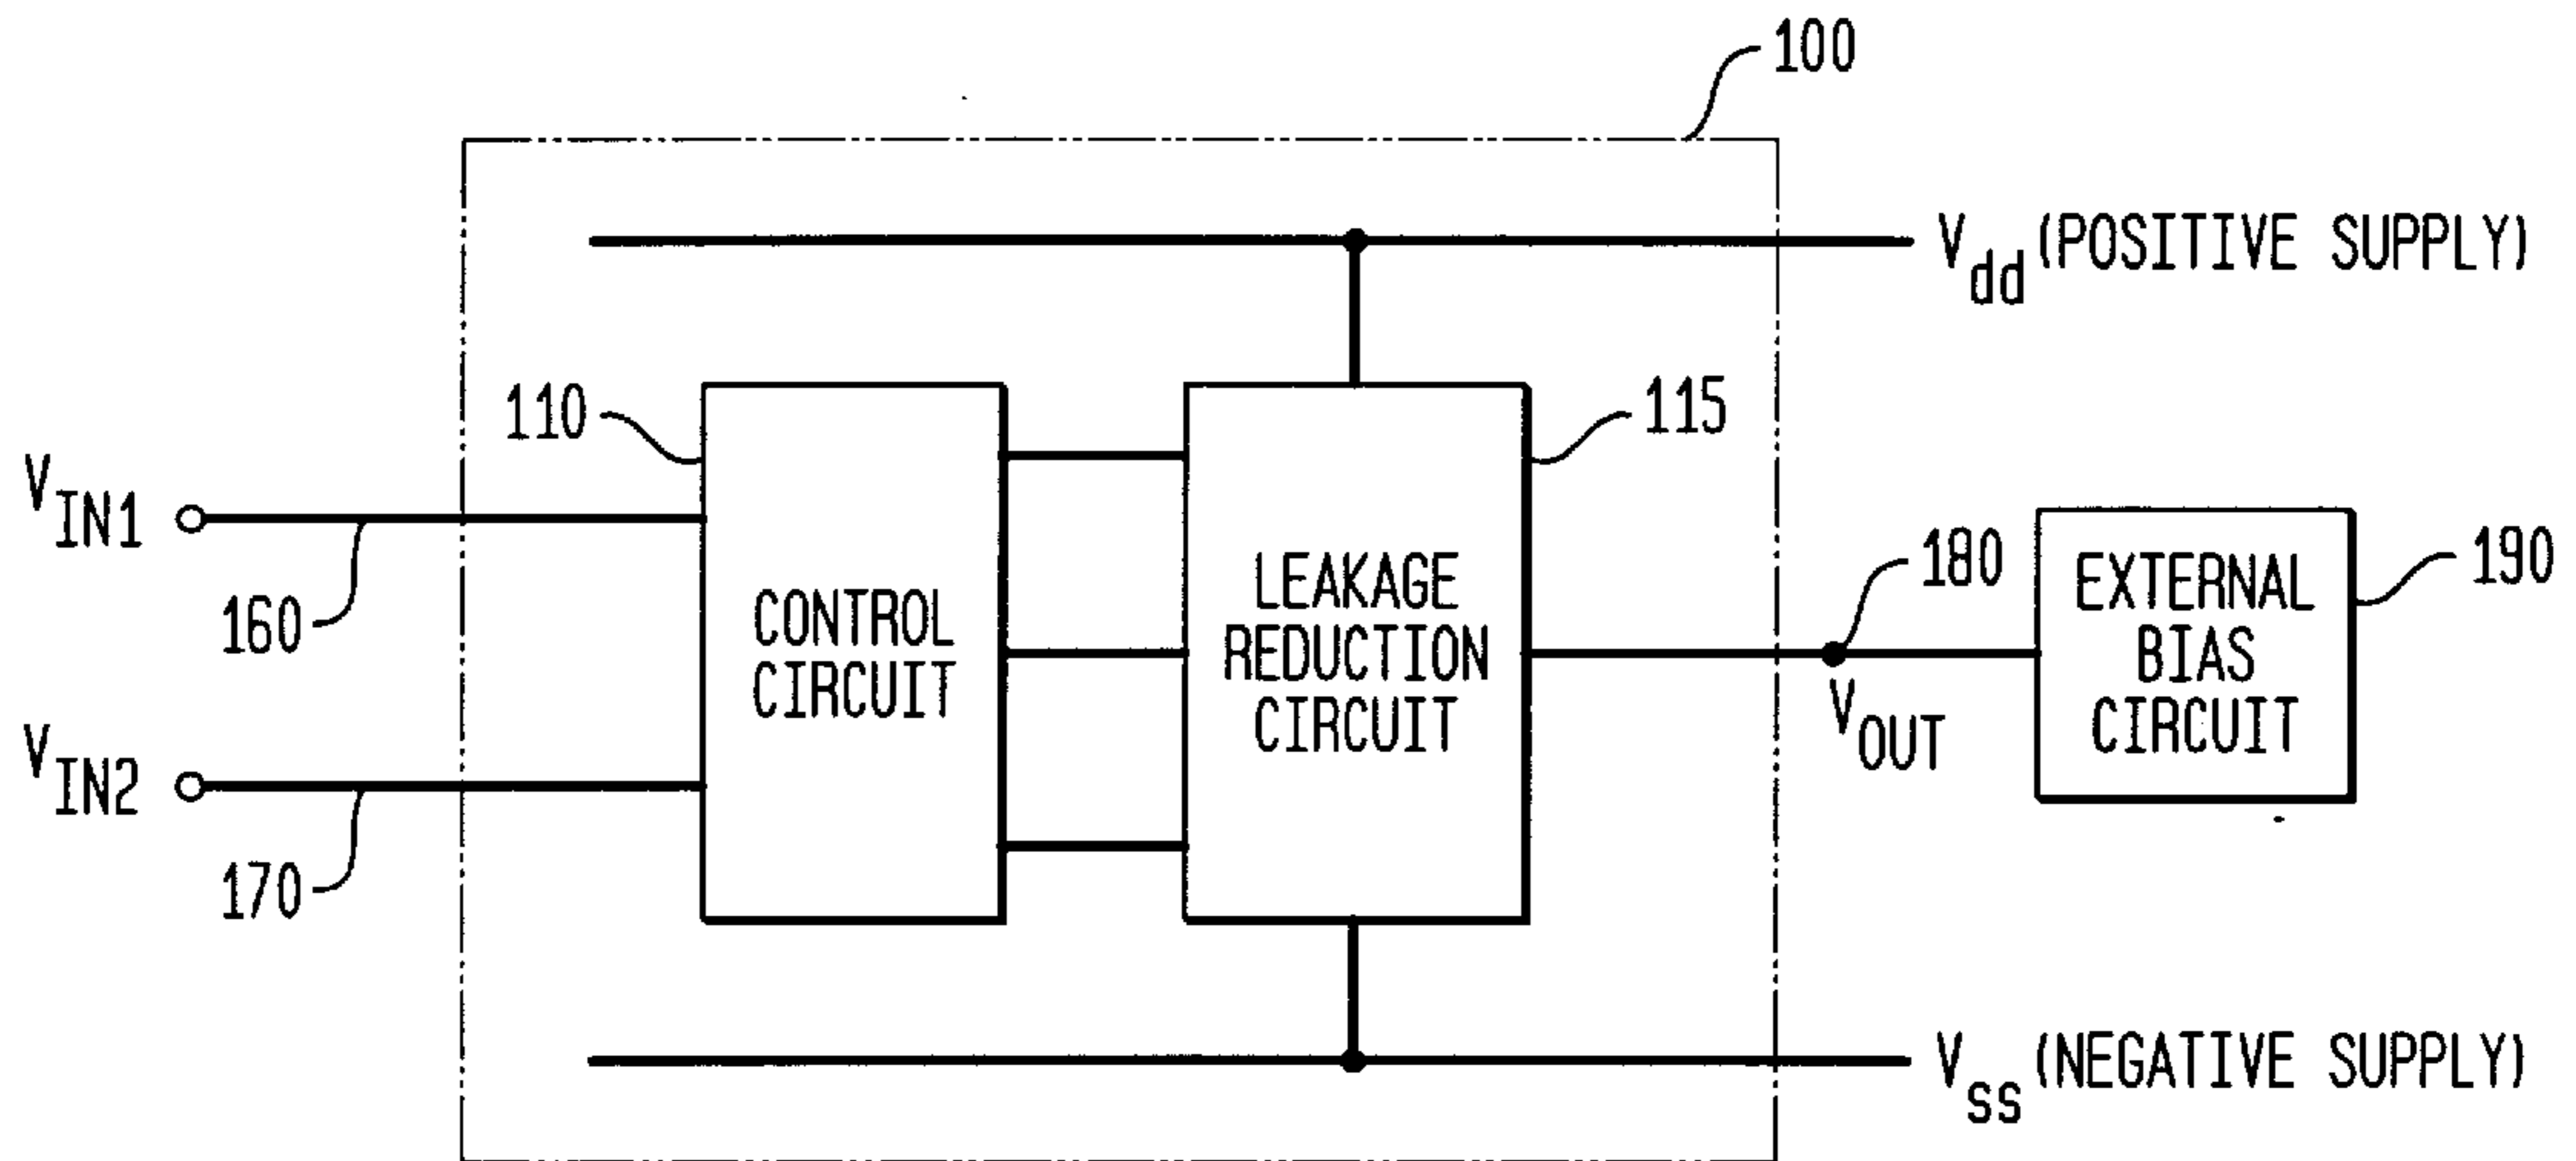 100
Vdd (POSITIVE SUPPLY)
110
115
VIN1
160
CONTROL
CIRCUIT
LEAKAGE
REDUCTION
CIRCUIT
180
VOUT
EXTERNAL
BIAS
CIRCUIT
190
VIN2
170
Vss (NEGATIVE SUPPLY)